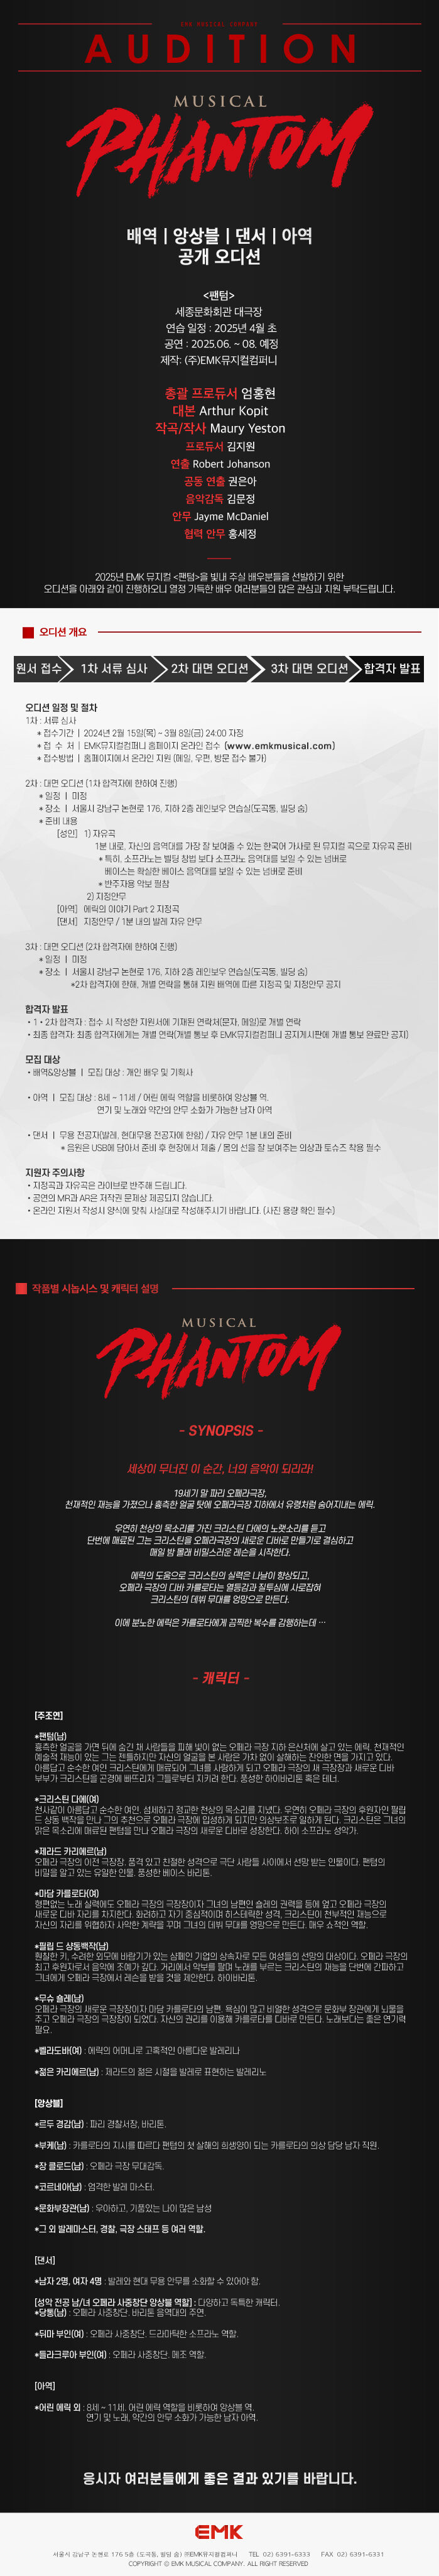 EMK MUSICAL COMPANY
AUDITION
MUSICAL
PHANTOM
배역 | 앙상블 | 댄서 | 아역
공개 오디션
<팬텀>
세종문화회관 대극장
연습 일정 : 2025년 4월 초
공연 : 2025.06. ~ 08. 예정
제작: (주)EMK뮤지컬컴퍼니
총괄 프로듀서 엄홍현
대본 Arthur Kopit
작곡/작사 Maury Yeston
프로듀서 김지원
연출 Robert Johanson
공동 연출 권은아
음악감독 김문정
안무 Jayme McDaniel
협력 안무 홍세정
2025년 EMK 뮤지컬 <팬텀>을 빛내 주실 배우분들을 선발하기 위한
오디션을 아래와 같이 진행하오니 열정 가득한 배우 여러분들의 많은 관심과 지원 부탁드립니다.
오디션 개요
원서 접수 1차 서류 심사 2차 대면 오디션 3차 대면 오디션 합격자 발표
오디션 일정 및 절차
1차 : 서류 심사
* 접수기간 | 2024년 2월 15일(목) ~ 3월 8일(금) 24:00 자정
* 접 수 처 | EMK뮤지컬컴퍼니 홈페이지 온라인 접수 (www.emkmusical.com)
* 접수방법 | 홈페이지에서 온라인 지원 (메일, 우편, 방문 접수 불가)
2차 : 대면 오디션 (1차 합격자에 한하여 진행)
* 일정 | 미정
* 장소 | 서울시 강남구 논현로 176, 지하 2층 레인보우 연습실(도곡동, 빌딩 숨)
* 준비 내용
[성인] 1) 자유곡
1분 내로, 자신의 음역대를 가장 잘 보여줄 수 있는 한국어 가사로 된 뮤지컬 곡으로 자유곡 준비
* 특히, 소프라노는 벨팅 창법 보다 소프라노 음역대를 보일 수 있는 넘버로
베이스는 확실한 베이스 음역대를 보일 수 있는 넘버로 준비
* 반주자용 악보 필참
2) 지정안무
[아역] 에릭의 이야기 Part 2 지정곡
[댄서] 지정안무 / 1분 내의 발레 자유 안무
3차 : 대면 오디션 (2차 합격자에 한하여 진행)
* 일정 | 미정
* 장소 | 서울시 강남구 논현로 176, 지하 2층 레인보우 연습실(도곡동, 빌딩 숨)
*2차 합격자에 한해, 개별 연락을 통해 지원 배역에 따른 지정곡 및 지정안무 공지
합격자 발표
• 1 • 2차 합격자 : 접수 시 작성한 지원서에 기재된 연락처(문자, 메일)로 개별 연락
• 최종 합격자: 최종 합격자에게는 개별 연락(개별 통보 후 EMK뮤지컬컴퍼니 공지게시판에 개별 통보 완료만 공지)
모집 대상
• 배역&앙상블 | 모집 대상 : 개인 배우 및 기획사
• 아역 | 모집 대상 : 8세 ~ 11세 / 어린 에릭 역할을 비롯하여 앙상블 역.
연기 및 노래와 약간의 안무 소화가 가능한 남자 아역
• 댄서 | 무용 전공자(발레, 현대무용 전공자에 한함) / 자유 안무 1분 내의 준비
* 음원은 USB에 담아서 준비 후 현장에서 제출 / 몸의 선을 잘 보여주는 의상과 토슈즈 착용 필수
지원자 주의사항
• 지정곡과 자유곡은 라이브로 반주해 드립니다.
• 공연의 MR과 AR은 저작권 문제상 제공되지 않습니다.
• 온라인 지원서 작성시 양식에 맞춰 사실대로 작성해주시기 바랍니다. (사진 용량 확인 필수)
작품별 시놉시스 및 캐릭터 설명
MUSICAL
PHANTOM
- SYNOPSIS -
세상이 무너진 이 순간, 너의 음악이 되리라!
19세기 말 파리 오페라극장,
천재적인 재능을 가졌으나 흉측한 얼굴 탓에 오페라극장 지하에서 유령처럼 숨어지내는 에릭.
우연히 천상의 목소리를 가진 크리스틴 다에의 노랫소리를 듣고
단번에 매료된 그는 크리스틴을 오페라극장의 새로운 디바로 만들기로 결심하고
매일 밤 몰래 비밀스러운 레슨을 시작한다.
에릭의 도움으로 크리스틴의 실력은 나날이 향상되고,
오페라 극장의 디바 카를로타는 열등감과 질투심에 사로잡혀
크리스틴의 데뷔 무대를 엉망으로 만든다.
이에 분노한 에릭은 카를로타에게 끔찍한 복수를 감행하는데 …
- 캐릭터 -
[주조연]
*팬텀(남)
흉측한 얼굴을 가면 뒤에 숨긴 채 사람들을 피해 빛이 없는 오페라 극장 지하 은신처에 살고 있는 에릭. 천재적인
예술적 재능이 있는 그는 젠틀하지만 자신의 얼굴을 본 사람은 가차 없이 살해하는 잔인한 면을 가지고 있다.
아름답고 순수한 여인 크리스틴에게 매료되어 그녀를 사랑하게 되고 오페라 극장의 새 극장장과 새로운 디바
부부가 크리스틴을 곤경에 빠뜨리자 그들로부터 지키려 한다. 풍성한 하이바리톤 혹은 테너.
*크리스틴 다에(여)
천사같이 아름답고 순수한 여인. 섬세하고 정교한 천상의 목소리를 지녔다. 우연히 오페라 극장의 후원자인 필립
드 샹동 백작을 만나 그의 추천으로 오페라 극장에 입성하게 되지만 의상보조로 일하게 된다. 크리스틴은 그녀의
맑은 목소리에 매료된 팬텀을 만나 오페라 극장의 새로운 디바로 성장한다. 하이 소프라노 성악가.
*제라드 카리에르(남)
오페라 극장의 이전 극장장. 품격 있고 친절한 성격으로 극단 사람들 사이에서 선망 받는 인물이다. 팬텀의
비밀을 알고 있는 유일한 인물. 풍성한 베이스 바리톤.
*마담 카를로타(여)
형편없는 노래 실력에도 오페라 극장의 극장장이자 그녀의 남편인 숄레의 권력을 등에 업고 오페라 극장의
새로운 디바 자리를 차지한다. 화려하고 자기 중심적이며 히스테릭한 성격, 크리스틴이 천부적인 재능으로
자신의 자리를 위협하자 사악한 계략을 꾸며 그녀의 데뷔 무대를 엉망으로 만든다. 매우 쇼적인 역할.
*필립 드 샹동백작(남)
훤칠한 키, 수려한 외모에 바람기가 있는 샴페인 기업의 상속자로 모든 여성들의 선망의 대상이다. 오페라 극장의
최고 후원자로서 음악에 조예가 깊다. 거리에서 악보를 팔며 노래를 부르는 크리스틴의 재능을 단번에 간파하고
그녀에게 오페라 극장에서 레슨을 받을 것을 제안한다. 하이바리톤.
*무슈 숄레(남)
오페라 극장의 새로운 극장장이자 마담 카를로타의 남편. 욕심이 많고 비열한 성격으로 문화부 장관에게 뇌물을
주고 오페라 극장의 극장장이 되었다. 자신의 권리를 이용해 카를로타를 디바로 만든다. 노래보다는 좋은 연기력
필요.
*벨라도바(여) : 에릭의 어머니로 고혹적인 아름다운 발레리나
*젊은 카리에르(남) : 제라드의 젊은 시절을 발레로 표현하는 발레리노
[앙상블]
*르두 경감(남) : 파리 경찰서장, 바리톤.
*부케(남) : 카를로타의 지시를 따르다 팬텀의 첫 살해의 희생양이 되는 카를로타의 의상 담당 남자 직원.
*장 클로드(남) : 오페라 극장 무대감독.
*코르네아(남) : 엄격한 발레 마스터.
*문화부장관(남) : 우아하고, 기품있는 나이 많은 남성
*그 외 발레마스터, 경찰, 극장 스태프 등 여러 역할.
[댄서]
*남자 2명, 여자 4명 : 발레와 현대 무용 안무를 소화할 수 있어야 함.
[성악 전공 남/녀 오페라 사중창단 앙상블 역할] : 다양하고 독특한 캐릭터.
*당통(남) : 오페라 사중창단. 바리톤 음역대의 주연.
*뒤마 부인(여) : 오페라 사중창단. 드라마틱한 소프라노 역할.
*들라크루아 부인(여) : 오페라 사중창단. 메조 역할.
[아역]
*어린 에릭 외 : 8세 ~ 11세. 어린 에릭 역할을 비롯하여 앙상블 역.
연기 및 노래, 약간의 안무 소화가 가능한 남자 아역.
응시자 여러분들에게 좋은 결과 있기를 바랍니다.
EMK
서울시 강남구 논현로 176 5층 (도곡동, 빌딩 숨) ㈜EMK뮤지컬컴퍼니 TEL 02) 6391-6333 FAX 02) 6391-6331
COPYRIGHT © EMK MUSICAL COMPANY. ALL RIGHT RESERVED